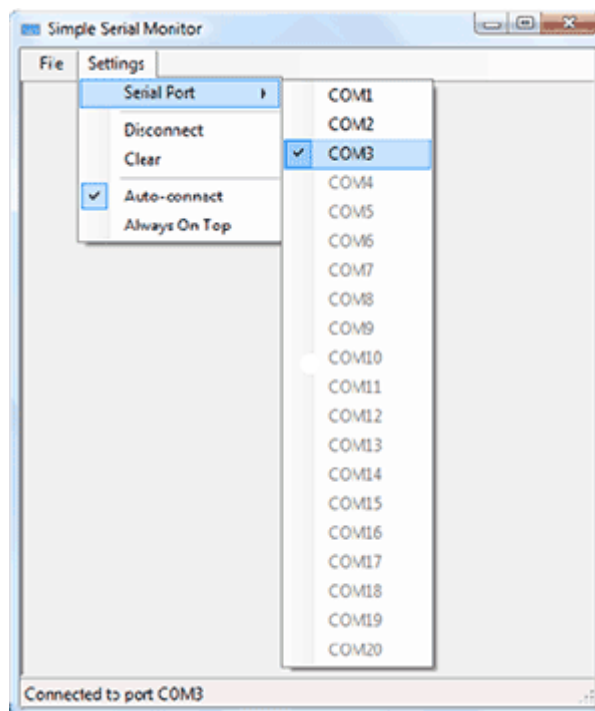 Simple Serial Monitor
File Settings
Serial Port
Disconnect
Clear
Auto-connect
Always On Top
COM1
COM2
COM3
COM4
COM5
COM6
COM7
COM8
COM9
COM10
COM11
COM12
COM13
COM14
COM15
COM16
COM17
COM18
COM19
COM20
Connected to port COM3